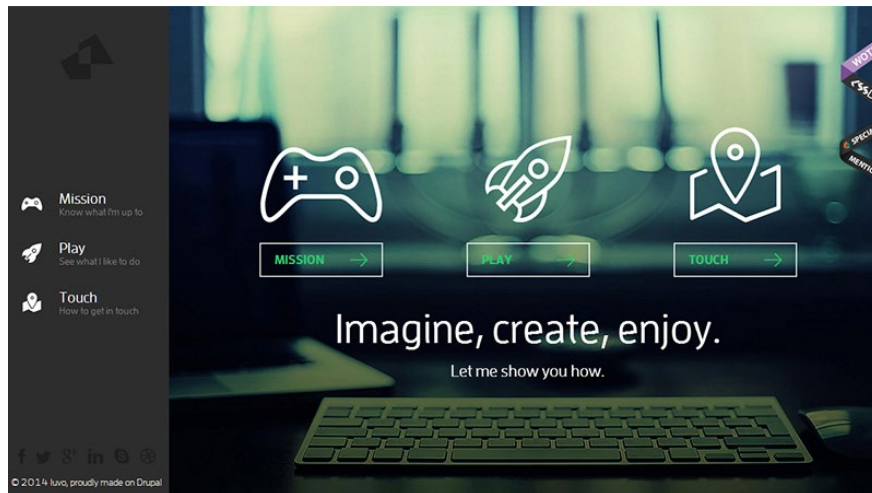 Mission
Know what I'm up to
Play
See what I like to do
Touch
How to get in touch
© 2014 Iuvo, proudly made on Drupal
MISSION
PLAY
TOUCH
Imagine, create, enjoy.
Let me show you how.
SPECIAL